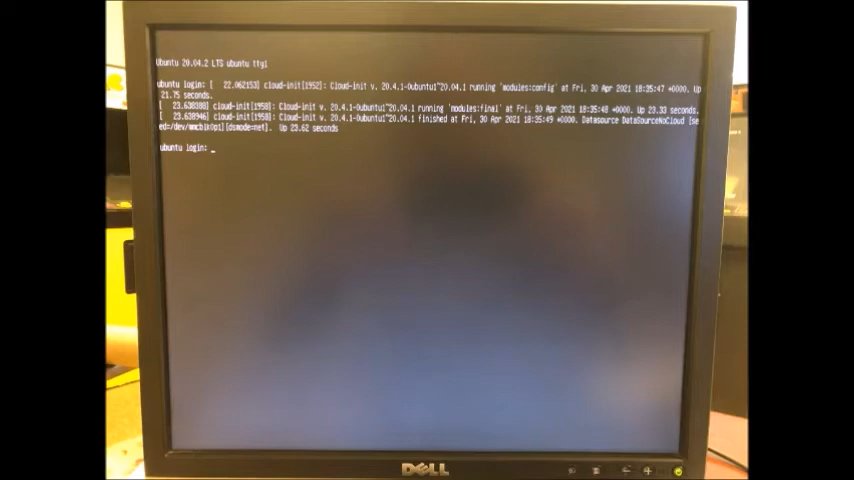 Ubuntu 20.04.2 LTS ubuntu tty1
ubuntu login: [   22.062153] cloud-init[1952]: Cloud-init v. 20.4.1-0ubuntu1~20.04.1 running 'modules:config' at Fri, 30 Apr 2021 18:35:47 +0000. Up
21.75 seconds.
[   23.638388] cloud-init[1958]: Cloud-init v. 20.4.1-0ubuntu1~20.04.1 running 'modules:final' at Fri, 30 Apr 2021 18:35:48 +0000. Up 23.33 seconds.
[   23.638946] cloud-init[1958]: Cloud-init v. 20.4.1-0ubuntu1~20.04.1 finished at Fri, 30 Apr 2021 18:35:49 +0000. Datasource DataSourceNoCloud [se
ed=/dev/mmcblk0p1][dsmode=net].  Up 23.62 seconds
ubuntu login: _
DELL